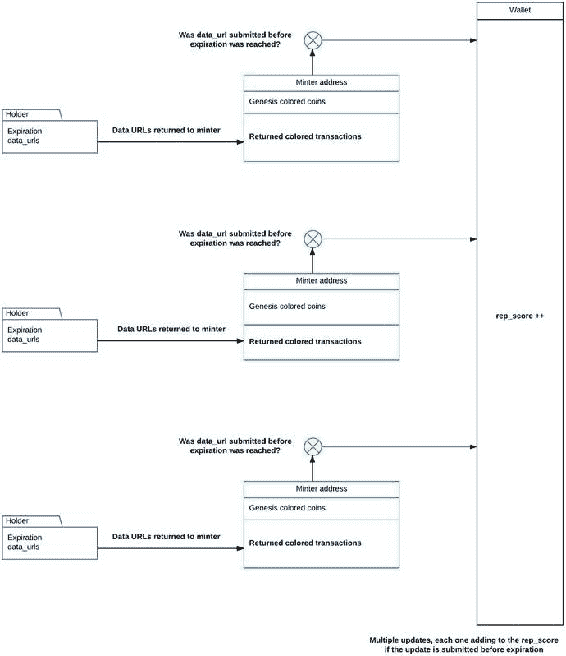 Wallet
Was data_url submitted before
expiration was reached?
Minter address
Genesis colored coins
Holder
Expiration
data_urls
Data URLs returned to minter
Returned colored transactions
Was data_url submitted before
expiration was reached?
Minter address
Genesis colored coins
Holder
Expiration
data_urls
Data URLs returned to minter
Returned colored transactions
rep_score ++
Was data_url submitted before
expiration was reached?
Minter address
Genesis colored coins
Holder
Expiration
data_urls
Data URLs returned to minter
Returned colored transactions
Multiple updates, each one adding to the rep_score
if the update is submitted before expiration